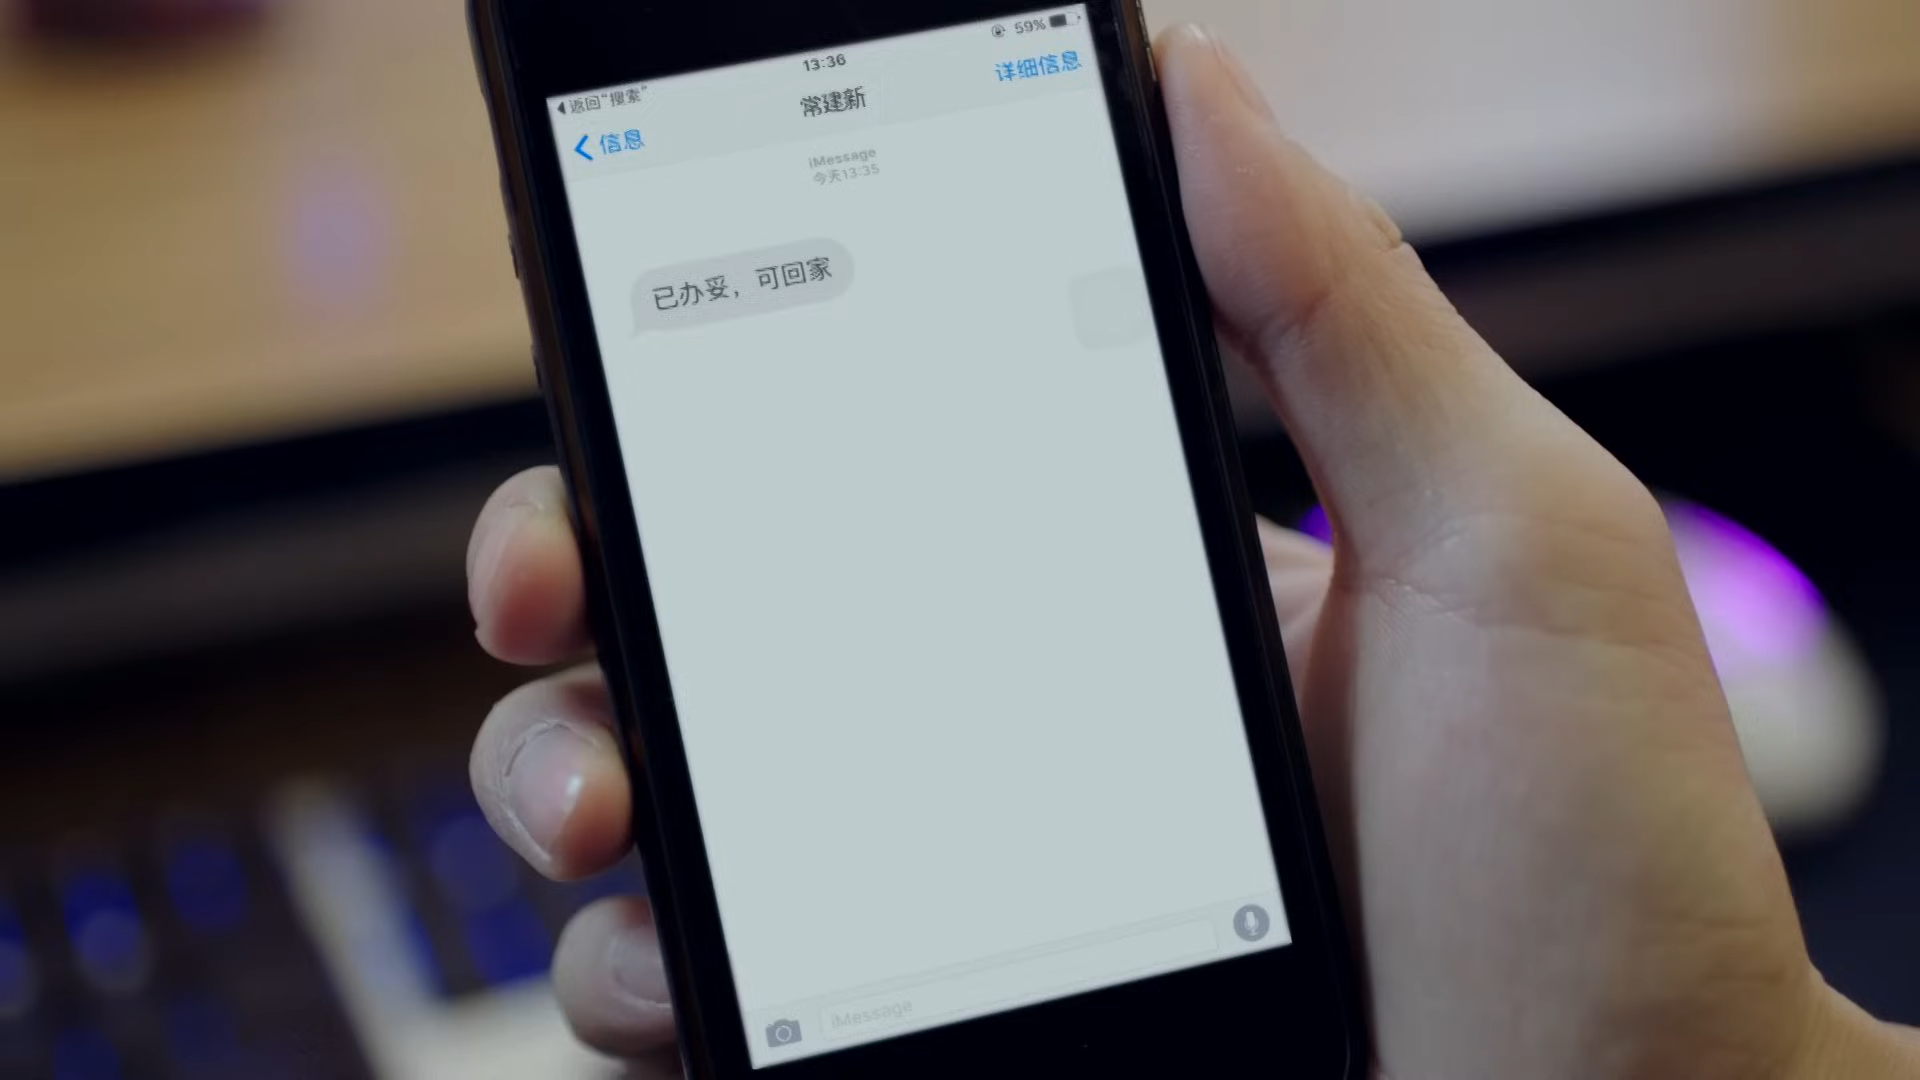 返回“搜索” 13:36 59%
信息 常建新 详细信息
iMessage
今天13:35
已办妥，可回家
iMessage